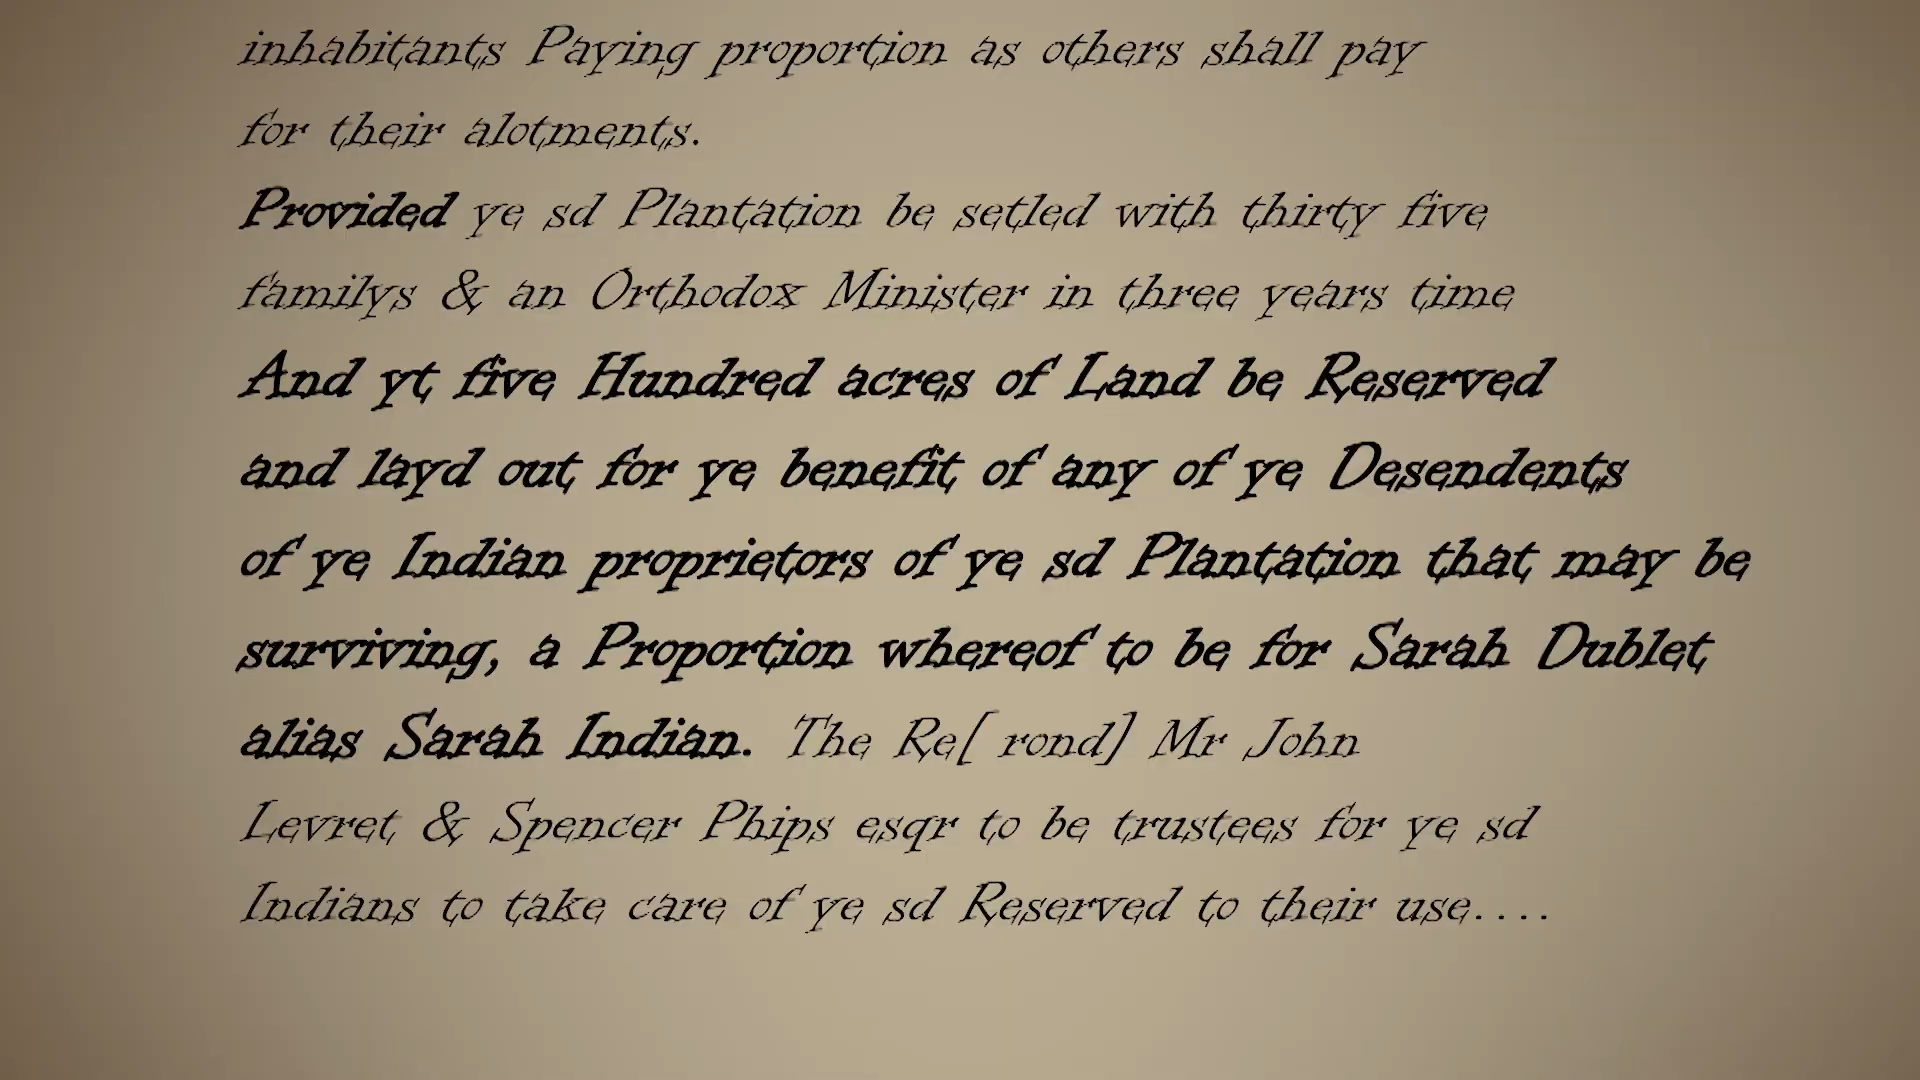 inhabitants Paying proportion as others shall pay
for their alotments.
Provided ye sd Plantation be setled with thirty five
familys & an Orthodox Minister in three years time
And yt five Hundred acres of Land be Reserved
and layd out for ye benefit of any of ye Desendents
of ye Indian proprietors of ye sd Plantation that may be
surviving, a Proportion whereof to be for Sarah Dublet
alias Sarah Indian. The Re[ rond] Mr John
Levret & Spencer Phips esqr to be trustees for ye sd
Indians to take care of ye sd Reserved to their use....